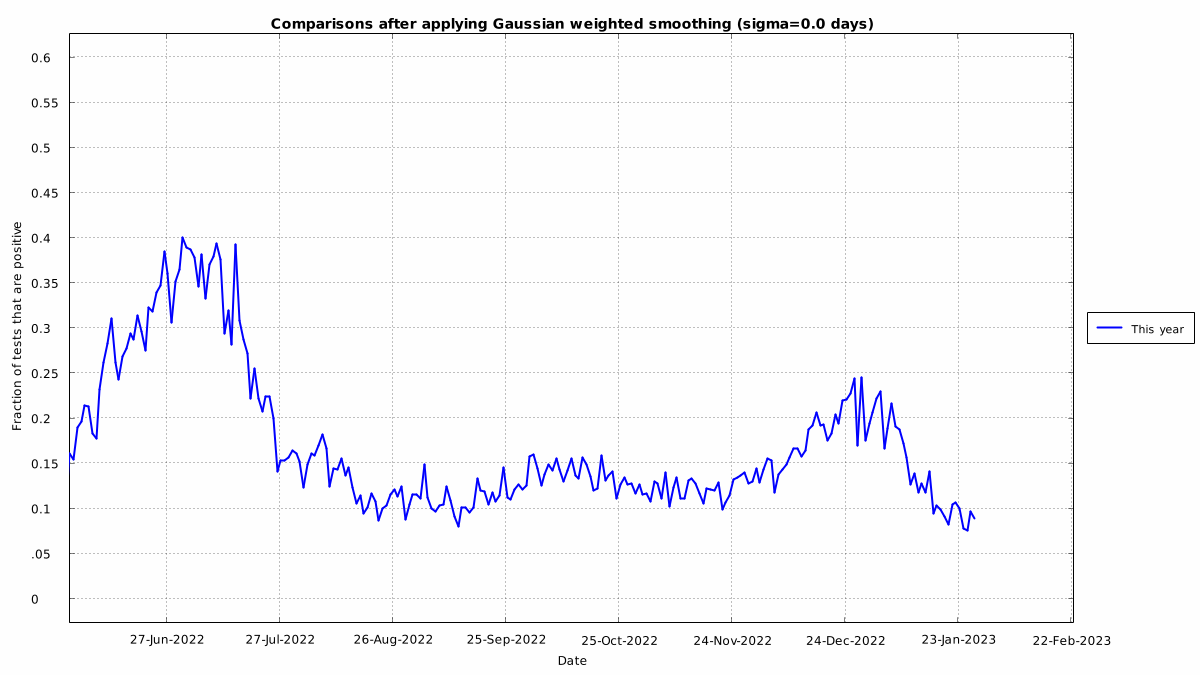 Comparisons after applying Gaussian weighted smoothing (sigma=0.0 days)
0.6
0.55
0.5
0.45
0.4
0.35
0.3
0.25
0.2
0.15
0.1
.05
0
Fraction of tests that are positive
This year
27-Jun-2022 27-Jul-2022 26-Aug-2022 25-Sep-2022 25-Oct-2022 24-Nov-2022 24-Dec-2022 23-Jan-2023 22-Feb-2023
Date